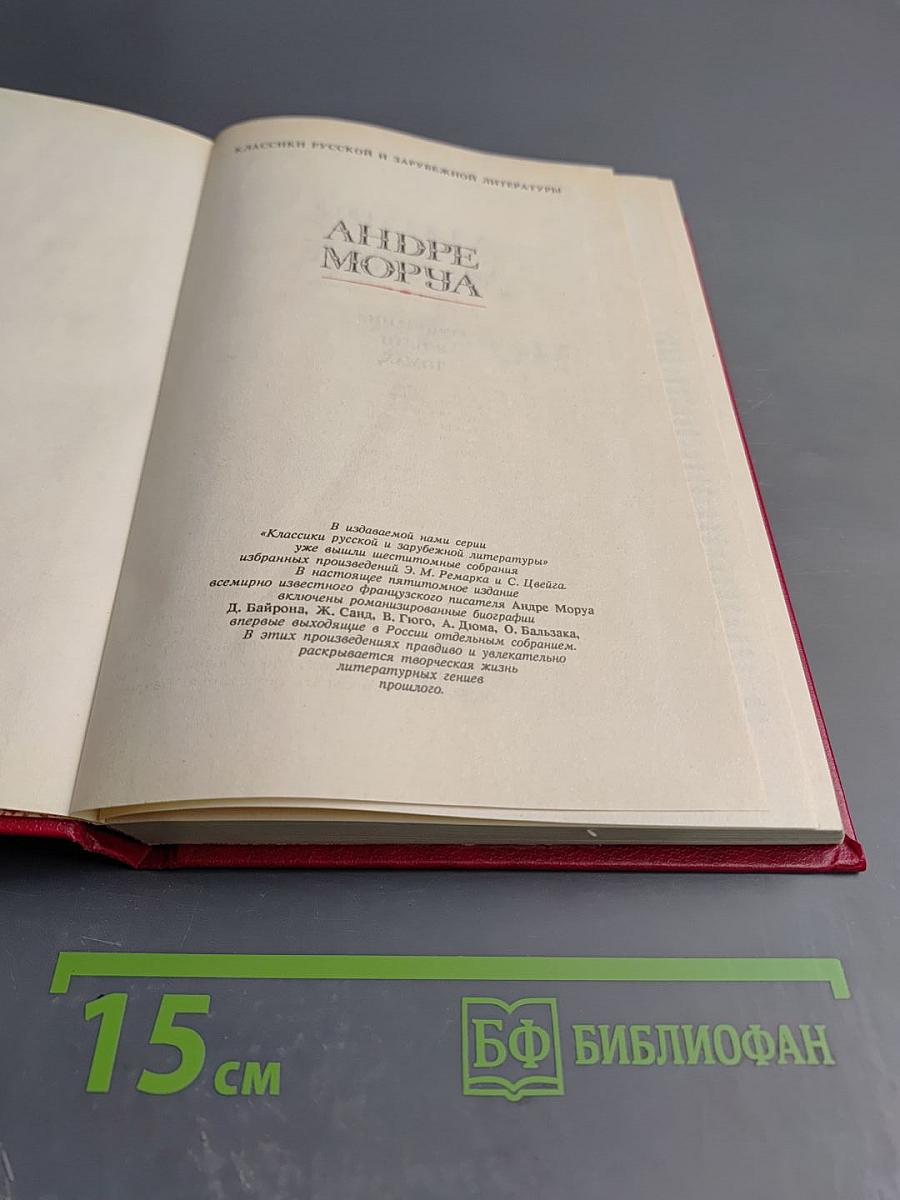 КЛАССИКИ РУССКОЙ И ЗАРУБЕЖНОЙ ЛИТЕРАТУРЫ
АНДРЕ
МОРУА
В издаваемой нами серии
«Классики русской и зарубежной литературы»
уже вышли шеститомные собрания
избранных произведений Э. М. Ремарка и С. Цвейга.
В настоящее пятитомное издание
всемирно известного французского писателя Андре Моруа
включены романизированные биографии
Д. Байрона, Ж. Санд, В. Гюго, А. Дюма, О. Бальзака,
впервые выходящие в России отдельным собранием.
В этих произведениях правдиво и увлекательно
раскрывается творческая жизнь
литературных гениев
прошлого.
15 см
БФ БИБЛИОФАН